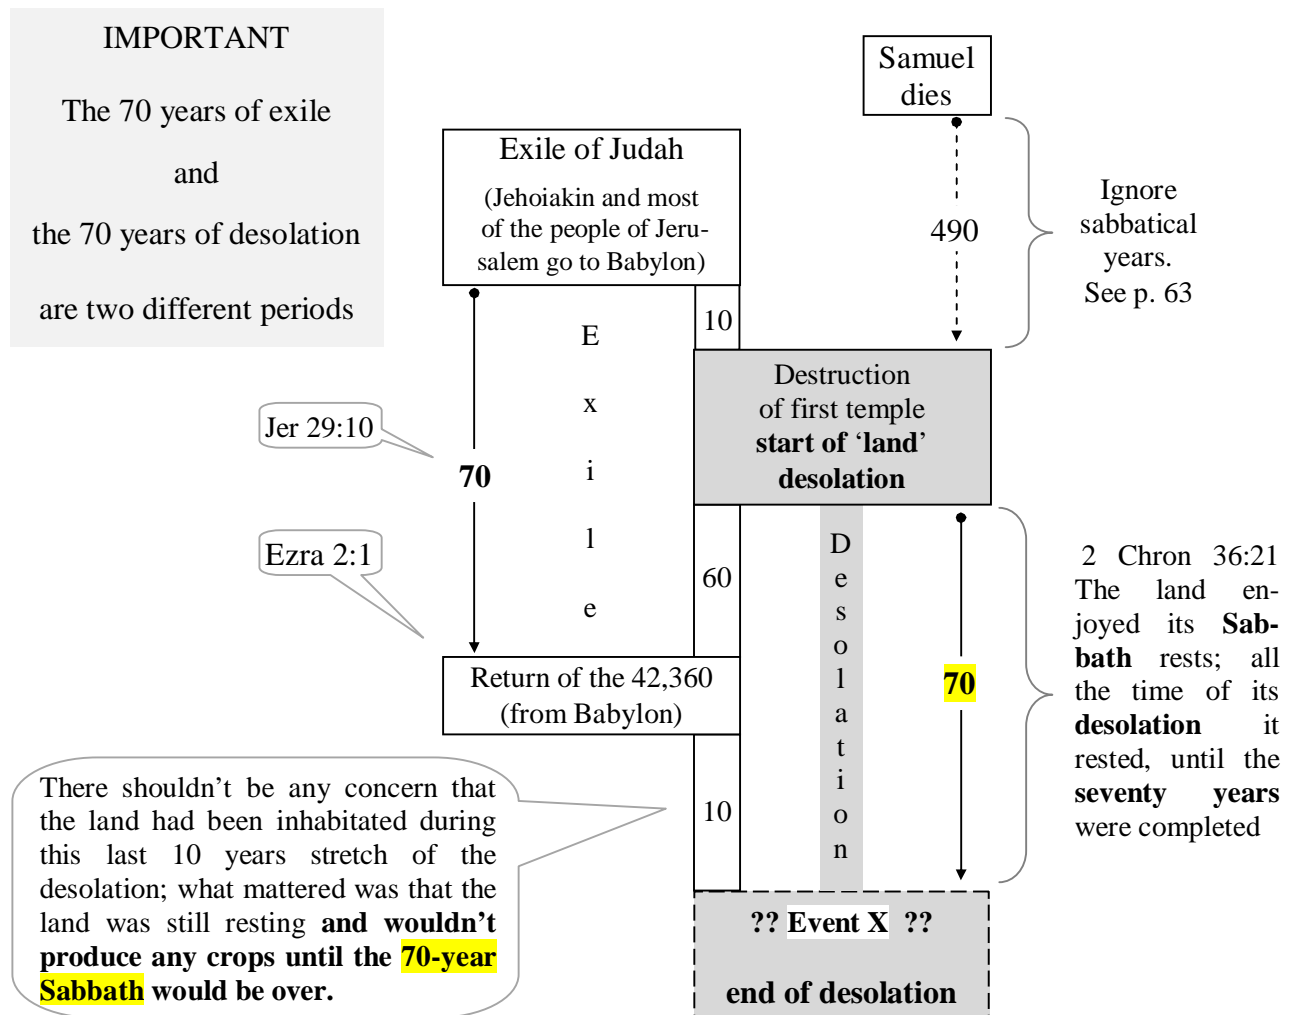 IMPORTANT
The 70 years of exile
and
the 70 years of desolation
are two different periods
Samuel
dies
490
Ignore
sabbatical
years.
See p. 63
Exile of Judah
(Jehoiakin and most
of the people of Jeru-
salem go to Babylon)
10
E
x
i
l
e
Jer 29:10
70
Ezra 2:1
Destruction
of first temple
start of ‘land’
desolation
60
D
e
s
o
l
a
t
i
o
n
70
2 Chron 36:21
The land en-
joyed its Sab-
bath rests; all
the time of its
desolation it
rested, until the
seventy years
were completed
Return of the 42,360
(from Babylon)
There shouldn’t be any concern that
the land had been inhabitated during
this last 10 years stretch of the
desolation; what mattered was that the
land was still resting and wouldn’t
produce any crops until the 70-year
Sabbath would be over.
10
?? Event X ??
end of desolation